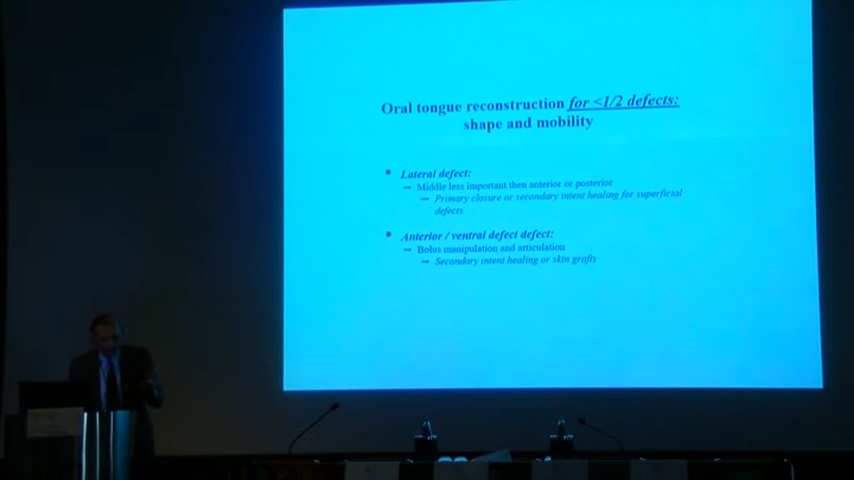 Oral tongue reconstruction for <1/2 defects:
shape and mobility
• Lateral defect:
– Middle less important then anterior or posterior
– Primary closure or secondary intent healing for superficial
defects
• Anterior / ventral defect defect:
– Bolus manipulation and articulation
– Secondary intent healing or skin grafts